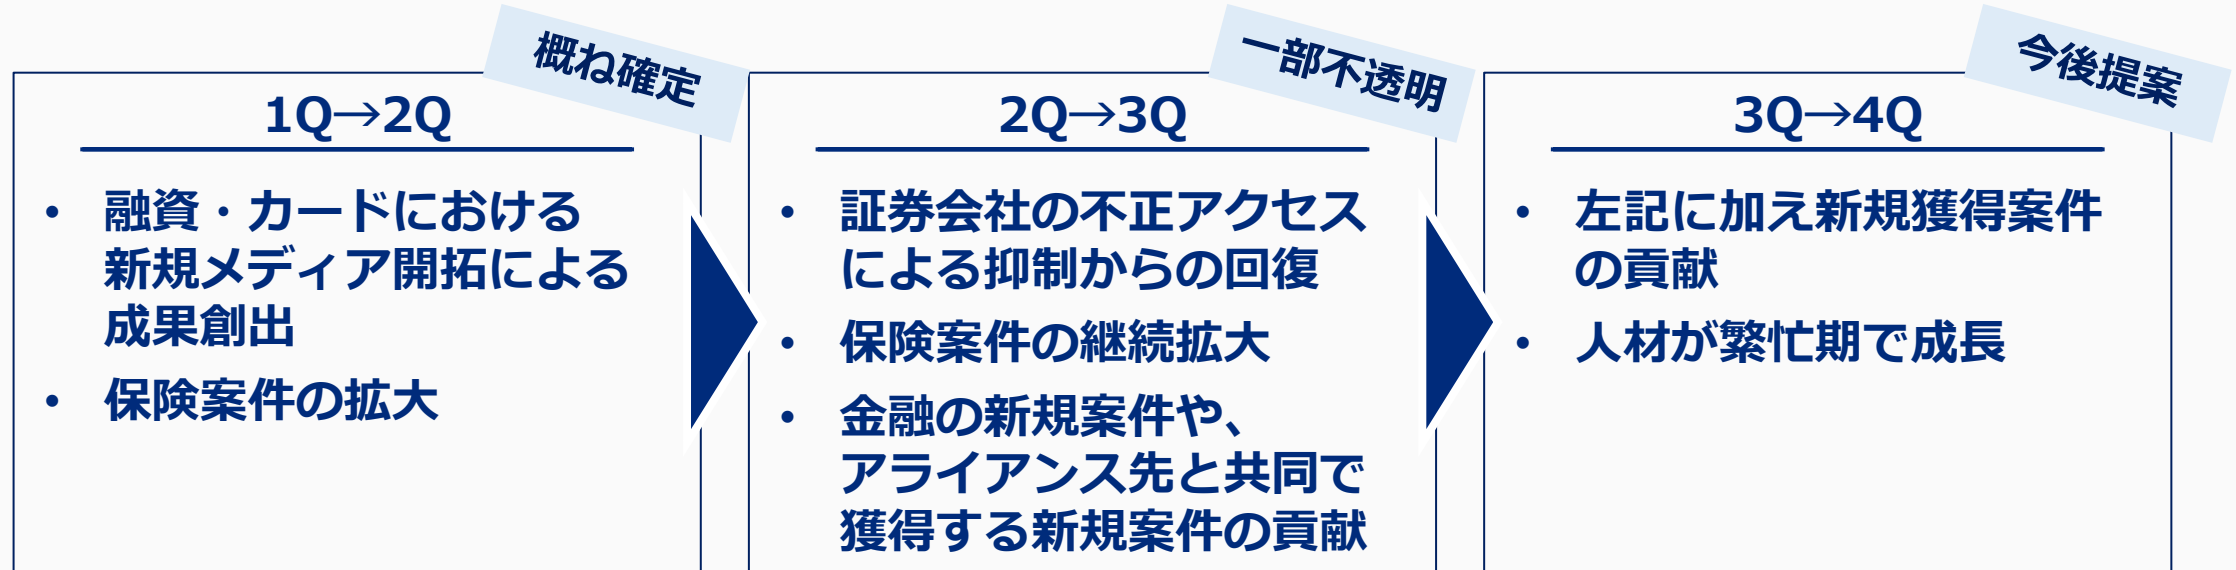 概ね確定
1Q→2Q
• 融資・カードにおける
新規メディア開拓による
成果創出
• 保険案件の拡大
一部不透明
2Q→3Q
• 証券会社の不正アクセス
による抑制からの回復
• 保険案件の継続拡大
• 金融の新規案件や、
アライアンス先と共同で
獲得する新規案件の貢献
今後提案
3Q→4Q
• 左記に加え新規獲得案件
の貢献
• 人材が繁忙期で成長